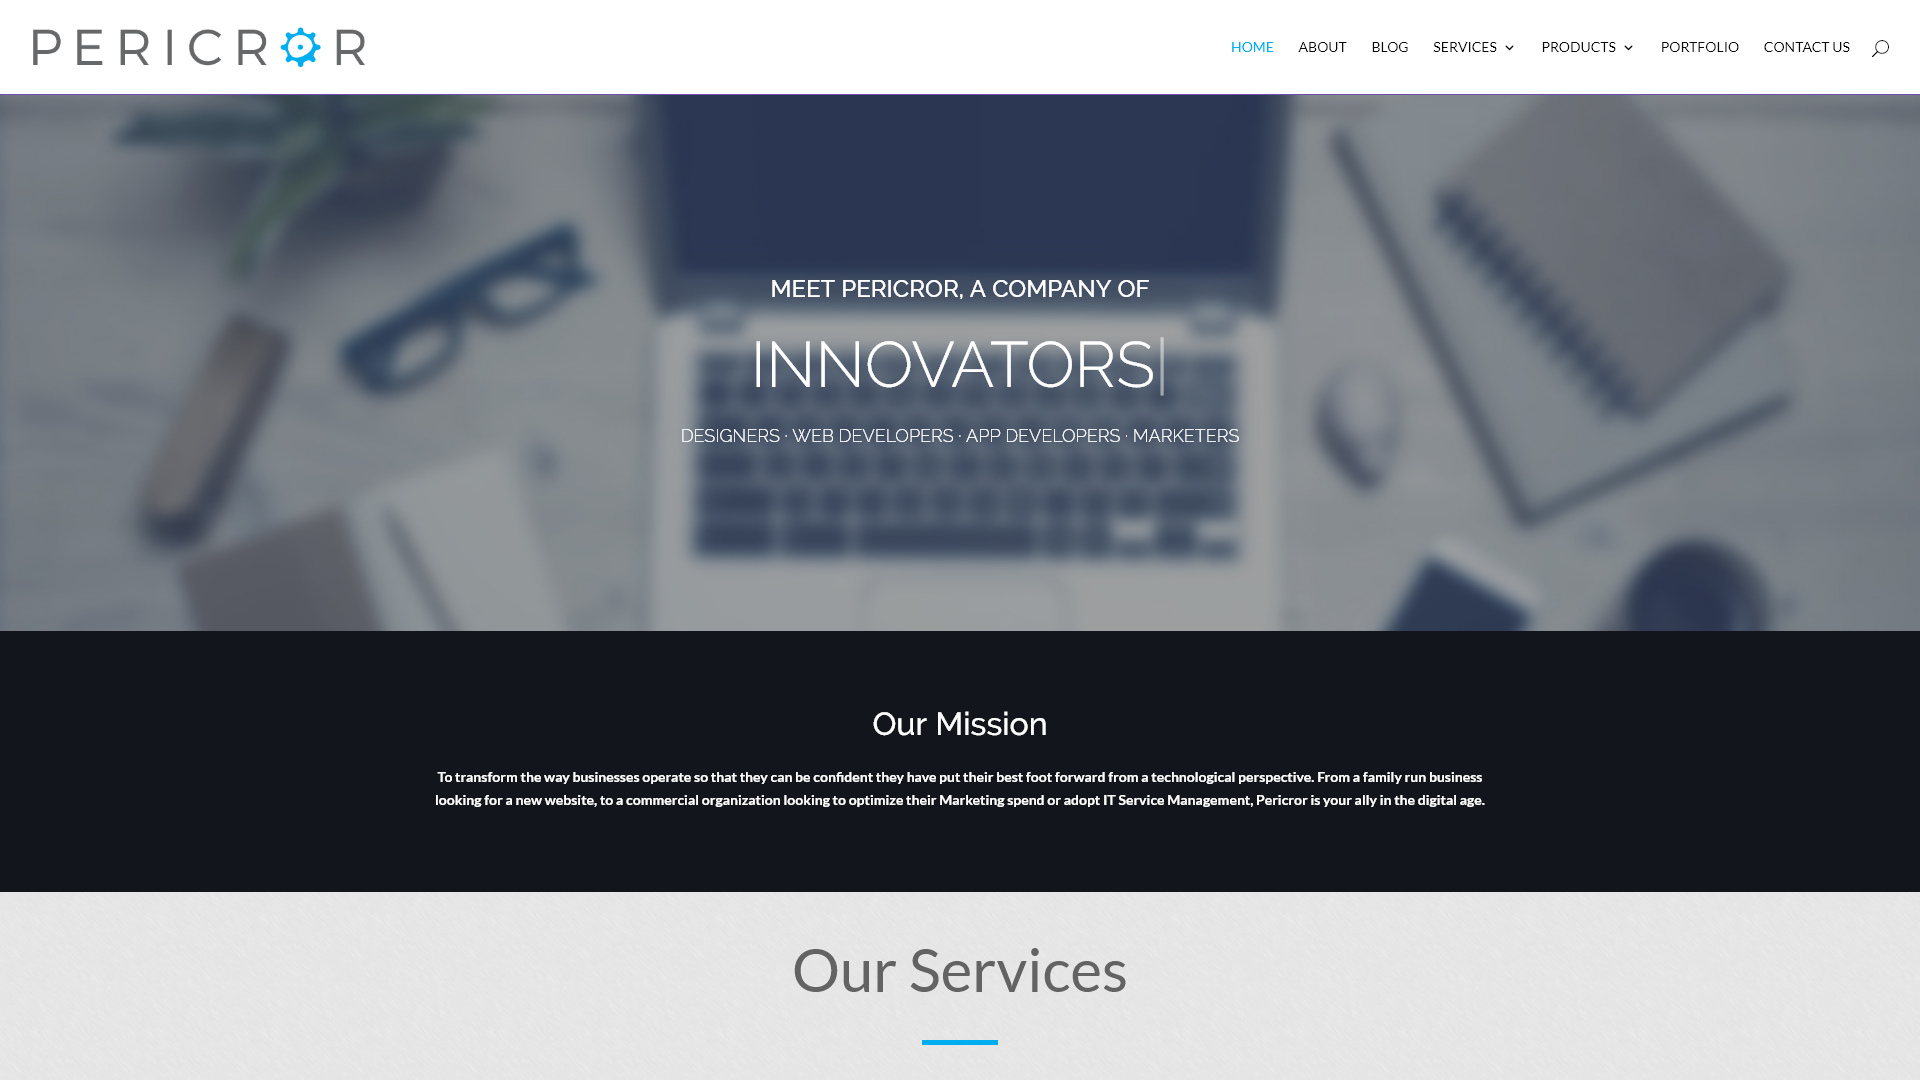 PERICROR
HOME ABOUT BLOG SERVICES PRODUCTS PORTFOLIO CONTACT US
MEET PERICROR, A COMPANY OF
INNOVATORS|
DESIGNERS · WEB DEVELOPERS · APP DEVELOPERS · MARKETERS
Our Mission
To transform the way businesses operate so that they can be confident they have put their best foot forward from a technological perspective. From a family run business
looking for a new website, to a commercial organization looking to optimize their Marketing spend or adopt IT Service Management, Pericror is your ally in the digital age.
Our Services